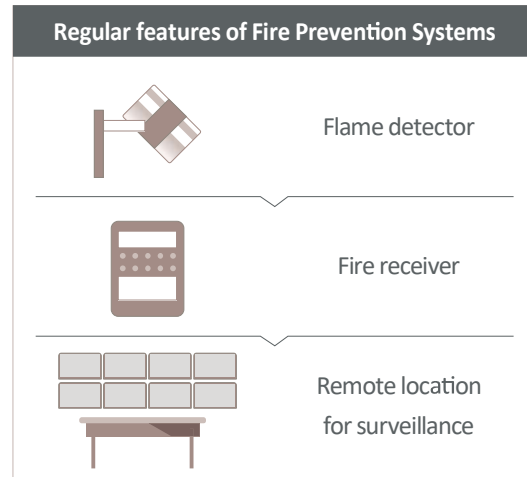 Regular features of Fire Prevention Systems
Flame detector
Fire receiver
Remote location
for surveillance